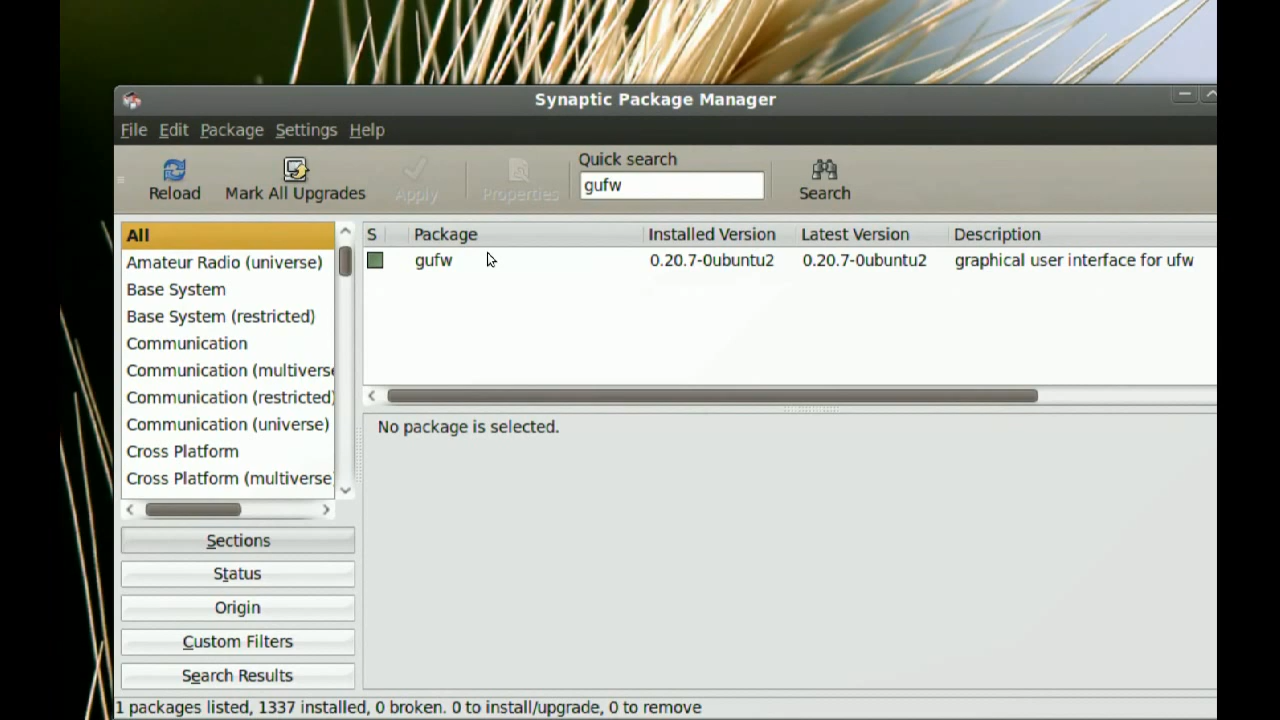 Synaptic Package Manager
File Edit Package Settings Help
Quick search
Reload Mark All Upgrades Apply Properties gufw Search
All
Amateur Radio (universe)
Base System
Base System (restricted)
Communication
Communication (multiverse
Communication (restricted)
Communication (universe)
Cross Platform
Cross Platform (multiverse
S Package Installed Version Latest Version Description
gufw 0.20.7-0ubuntu2 0.20.7-0ubuntu2 graphical user interface for ufw
No package is selected.
Sections
Status
Origin
Custom Filters
Search Results
1 packages listed, 1337 installed, 0 broken. 0 to install/upgrade, 0 to remove